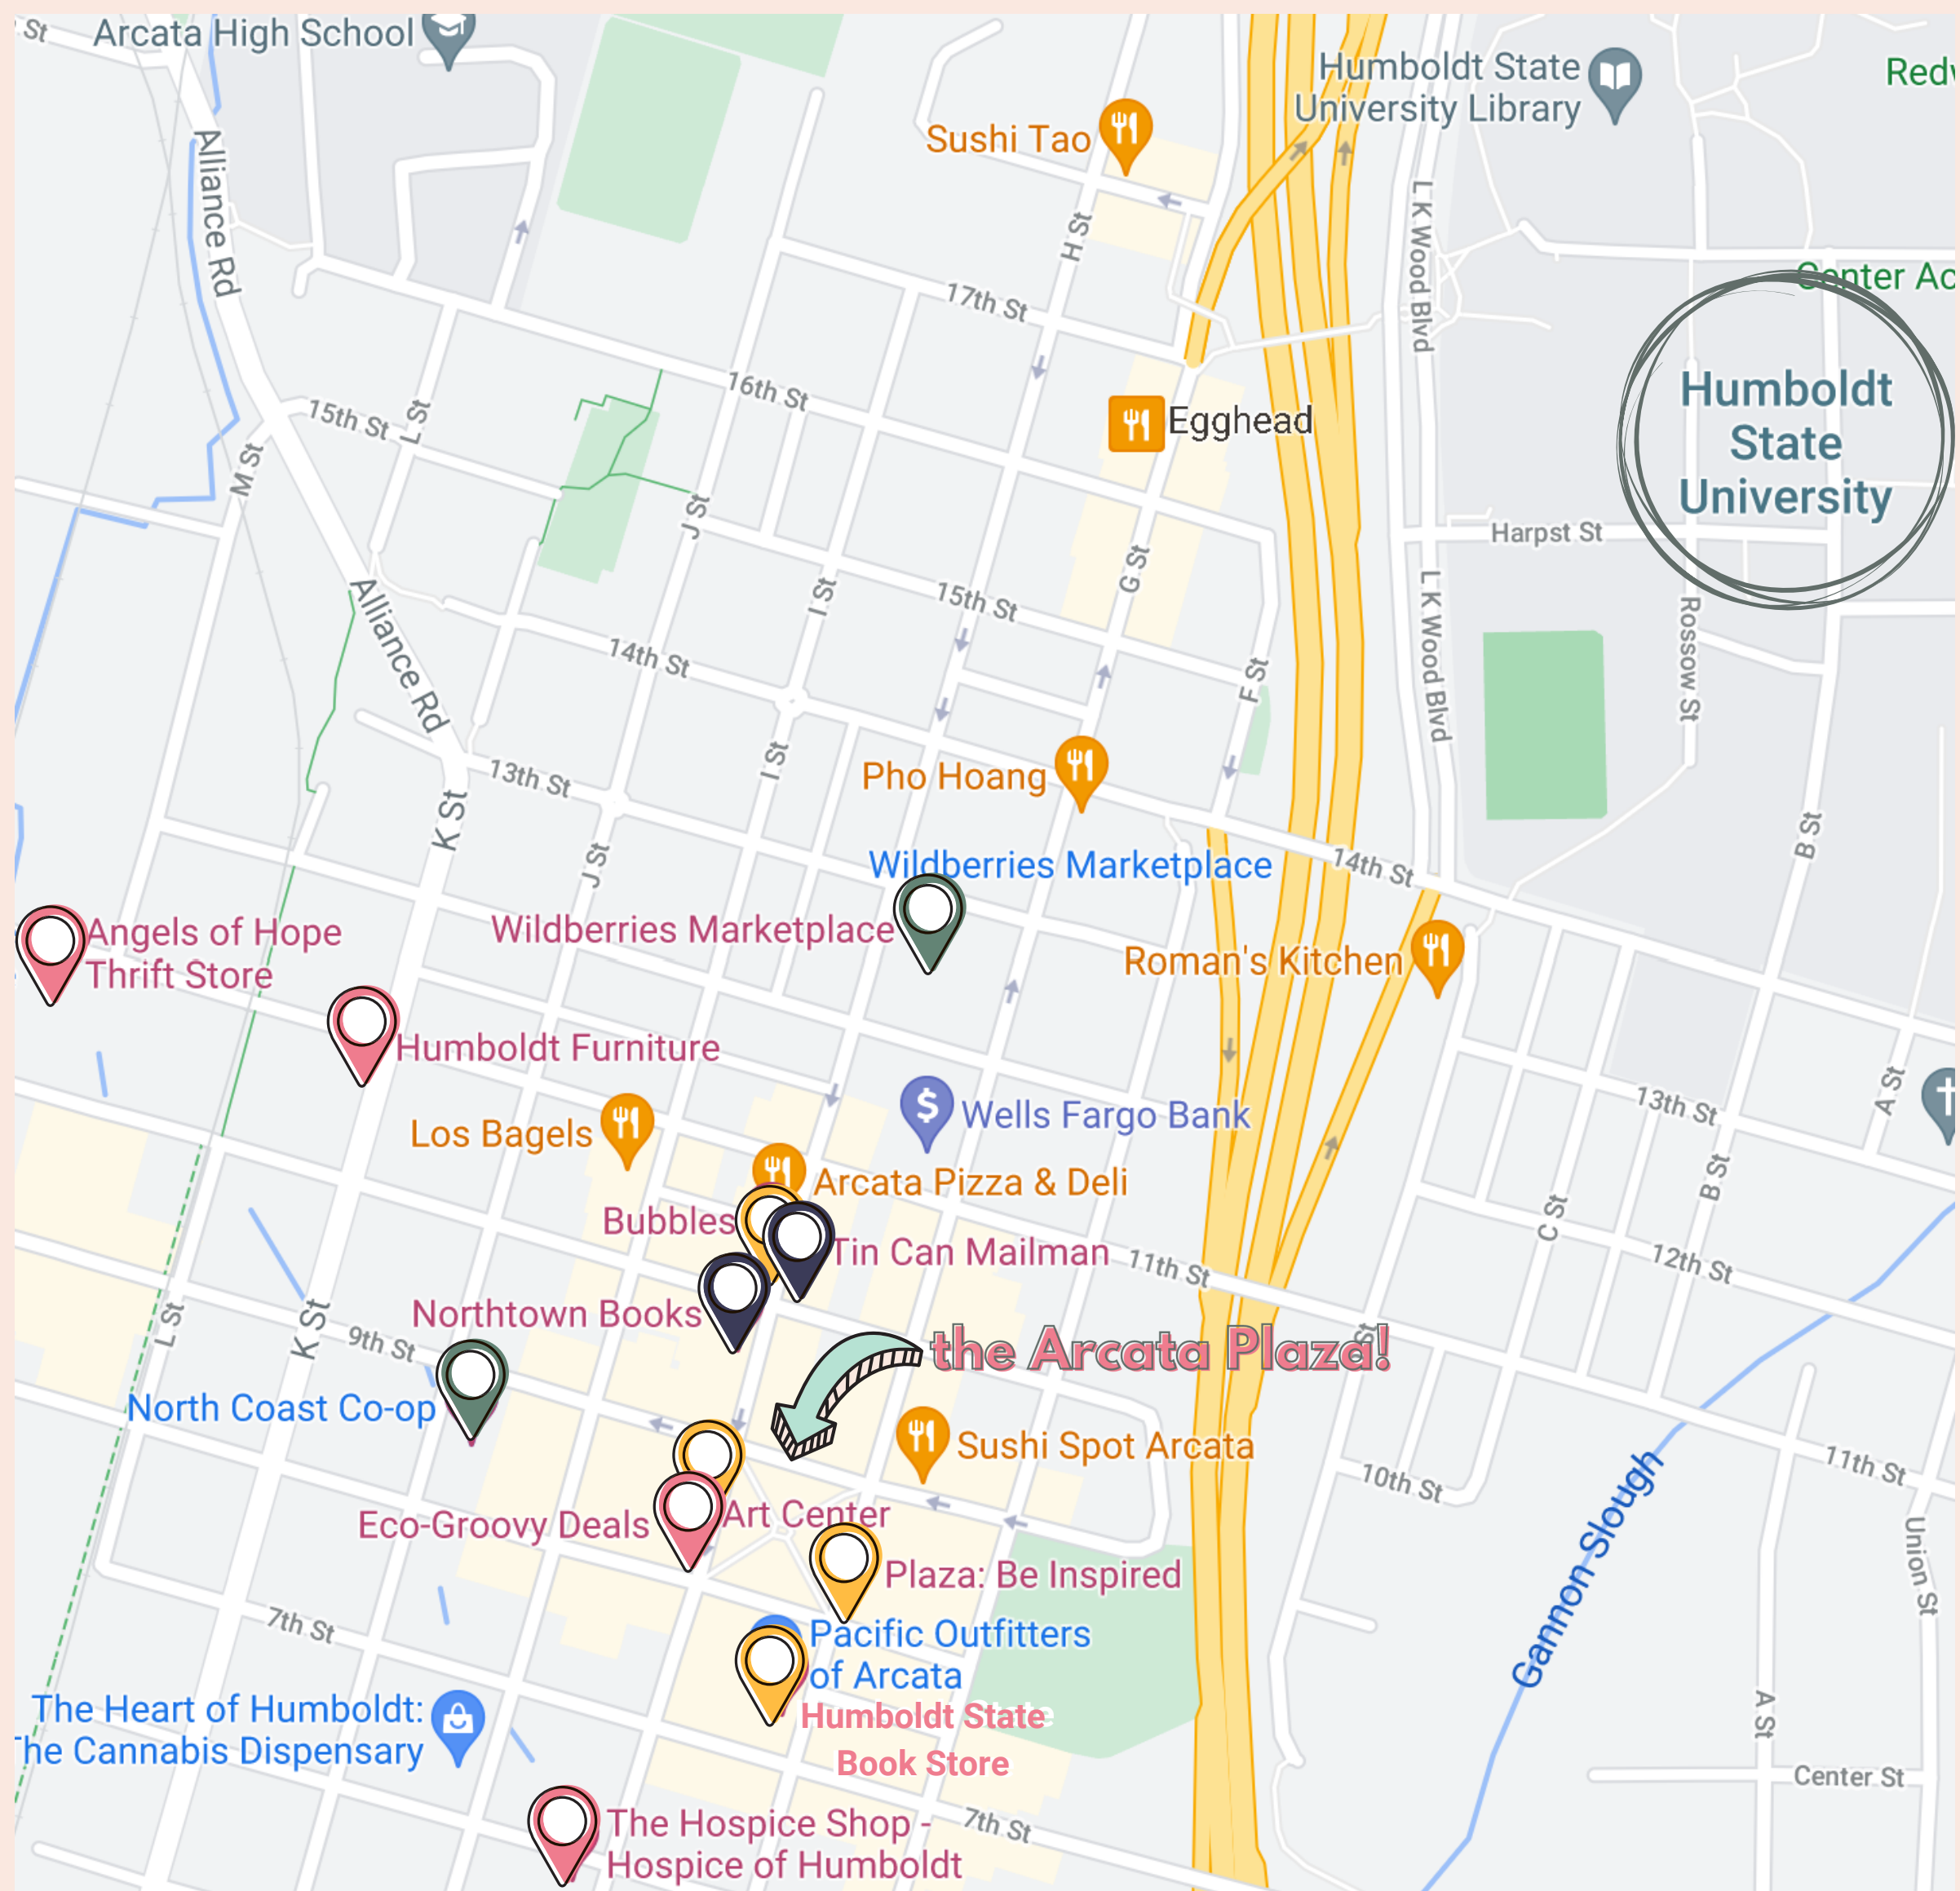 St
Arcata High School
Humboldt State
University Library
Sushi Tao
Alliance Rd
H St
L K Wood Blvd
Center Ac
17th St
Humboldt
State
University
16th St
15th St
L St
Egghead
M St
J St
Harpst St
G St
I St
15th St
L K Wood Blvd
Alliance Rd
14th St
F St
Rosow St
13th St
I St
Pho Hoang
K St
J St
B St
Wildberries Marketplace
14th St
Wildberries Marketplace
Angels of Hope
Thrift Store
Roman's Kitchen
Humboldt Furniture
Wells Fargo Bank
Los Bagels
13th St
A St
Arcata Pizza & Deli
Bubbles
Tin Can Mailman
B St
C St
11th St
12th St
Northtown Books
L St
K St
9th St
the Arcata Plaza!
St
North Coast Co-op
Sushi Spot Arcata
10th St
11th St
Gannon Slough
Eco-Groovy Deals
Art Center
Plaza: Be Inspired
Union St
7th St
Pacific Outfitters
of Arcata
The Heart of Humboldt:
The Cannabis Dispensary
Humboldt State
Book Store
A St
Center St
The Hospice Shop -
Hospice of Humboldt
7th St